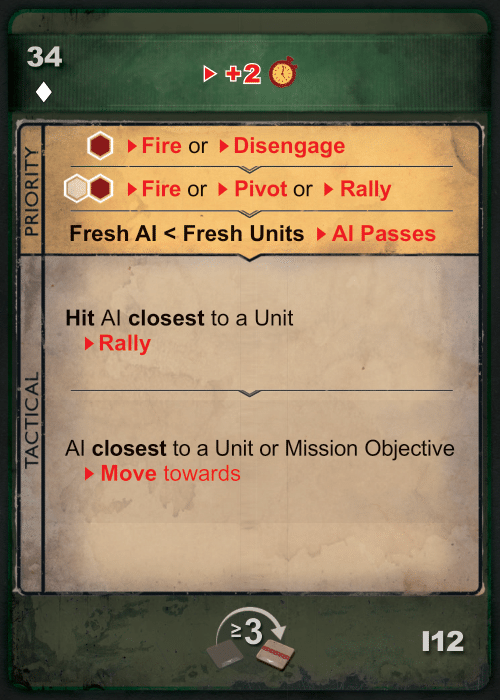 34
+2
PRIORITY
Fire or Disengage
Fire or Pivot or Rally
Fresh AI < Fresh Units AI Passes
TACTICAL
Hit AI closest to a Unit
Rally
AI closest to a Unit or Mission Objective
Move towards
≥3
I12